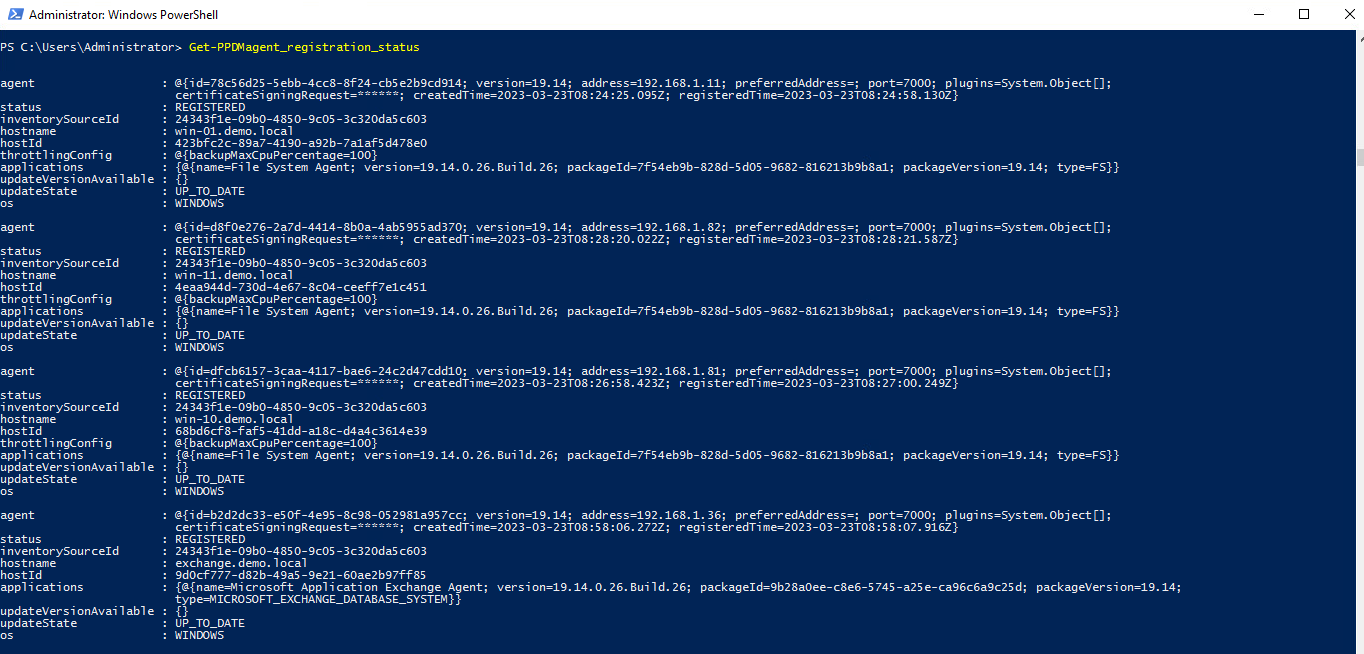 Administrator: Windows PowerShell
PS C:\Users\Administrator> Get-PPDMagent_registration_status
agent : @{id=78c56d25-5ebb-4cc8-8f24-cb5e2b9cd914; version=19.14; address=192.168.1.11; preferredAddress=; port=7000; plugins=System.Object[];
certificateSigningRequest=******; createdTime=2023-03-23T08:24:25.095Z; registeredTime=2023-03-23T08:24:58.130Z}
status : REGISTERED
inventorySourceId : 24343f1e-09b0-4850-9c05-3c320da5c603
hostname : win-01.demo.local
hostId : 423bfc2c-89a7-4190-a92b-7a1af5d478e0
throttlingConfig : @{backupMaxCpuPercentage=100}
applications : {@{name=File System Agent; version=19.14.0.26.Build.26; packageId=7f54eb9b-828d-5d05-9682-816213b9b8a1; packageVersion=19.14; type=FS}}
updateVersionAvailable : {}
updateState : UP_TO_DATE
os : WINDOWS
agent : @{id=d8f0e276-2a7d-4414-8b0a-4ab5955ad370; version=19.14; address=192.168.1.82; preferredAddress=; port=7000; plugins=System.Object[];
certificateSigningRequest=******; createdTime=2023-03-23T08:28:20.022Z; registeredTime=2023-03-23T08:28:21.587Z}
status : REGISTERED
inventorySourceId : 24343f1e-09b0-4850-9c05-3c320da5c603
hostname : win-11.demo.local
hostId : 4eaa944d-730d-4e67-8c04-ceeff7e1c451
throttlingConfig : @{backupMaxCpuPercentage=100}
applications : {@{name=File System Agent; version=19.14.0.26.Build.26; packageId=7f54eb9b-828d-5d05-9682-816213b9b8a1; packageVersion=19.14; type=FS}}
updateVersionAvailable : {}
updateState : UP_TO_DATE
os : WINDOWS
agent : @{id=dfcb6157-3caa-4117-bae6-24c2d47cdd10; version=19.14; address=192.168.1.81; preferredAddress=; port=7000; plugins=System.Object[];
certificateSigningRequest=******; createdTime=2023-03-23T08:26:58.423Z; registeredTime=2023-03-23T08:27:00.249Z}
status : REGISTERED
inventorySourceId : 24343f1e-09b0-4850-9c05-3c320da5c603
hostname : win-10.demo.local
hostId : 68bd6cf8-faf5-41dd-a18c-d4a4c3614e39
throttlingConfig : @{backupMaxCpuPercentage=100}
applications : {@{name=File System Agent; version=19.14.0.26.Build.26; packageId=7f54eb9b-828d-5d05-9682-816213b9b8a1; packageVersion=19.14; type=FS}}
updateVersionAvailable : {}
updateState : UP_TO_DATE
os : WINDOWS
agent : @{id=b2d2dc33-e50f-4e95-8c98-052981a957cc; version=19.14; address=192.168.1.36; preferredAddress=; port=7000; plugins=System.Object[];
certificateSigningRequest=******; createdTime=2023-03-23T08:58:06.272Z; registeredTime=2023-03-23T08:58:07.916Z}
status : REGISTERED
inventorySourceId : 24343f1e-09b0-4850-9c05-3c320da5c603
hostname : exchange.demo.local
hostId : 9d0cf777-d82b-49a5-9e21-60ae2b97ff85
applications : {@{name=Microsoft Application Exchange Agent; version=19.14.0.26.Build.26; packageId=9b28a0ee-c8e6-5745-a25e-ca96c6a9c25d; packageVersion=19.14;
type=MICROSOFT_EXCHANGE_DATABASE_SYSTEM}}
updateVersionAvailable : {}
updateState : UP_TO_DATE
os : WINDOWS